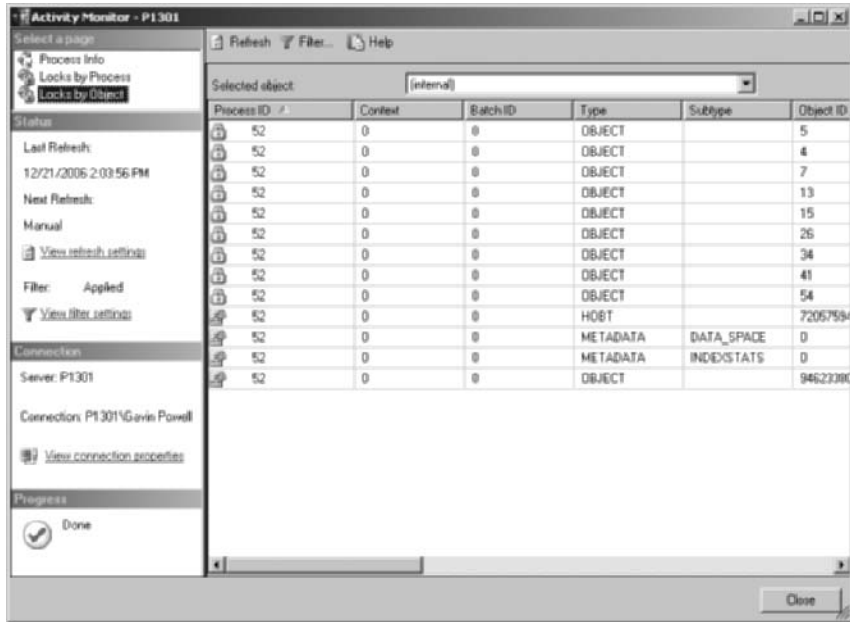 Activity Monitor - P1301
Select a page
Process Info
Locks by Process
Locks by Object
Status
Last Refresh:
12/21/2006 2:03:56 PM
Next Refresh:
Manual
View refresh settings
Filter: Applied
View filter settings
Connection
Server: P1301
Connection: P1301\Gavin Powell
View connection properties
Progress
Done
Refresh Filter... Help
Selected object: (internal)
Process ID Context Batch ID Type Subtype Object ID
52 0 0 OBJECT 5
52 0 0 OBJECT 4
52 0 0 OBJECT 7
52 0 0 OBJECT 13
52 0 0 OBJECT 15
52 0 0 OBJECT 26
52 0 0 OBJECT 34
52 0 0 OBJECT 41
52 0 0 OBJECT 54
52 0 0 HOBT 72057594
52 0 0 METADATA DATA_SPACE 0
52 0 0 METADATA INDEXSTATS 0
52 0 0 OBJECT 94623380
Close